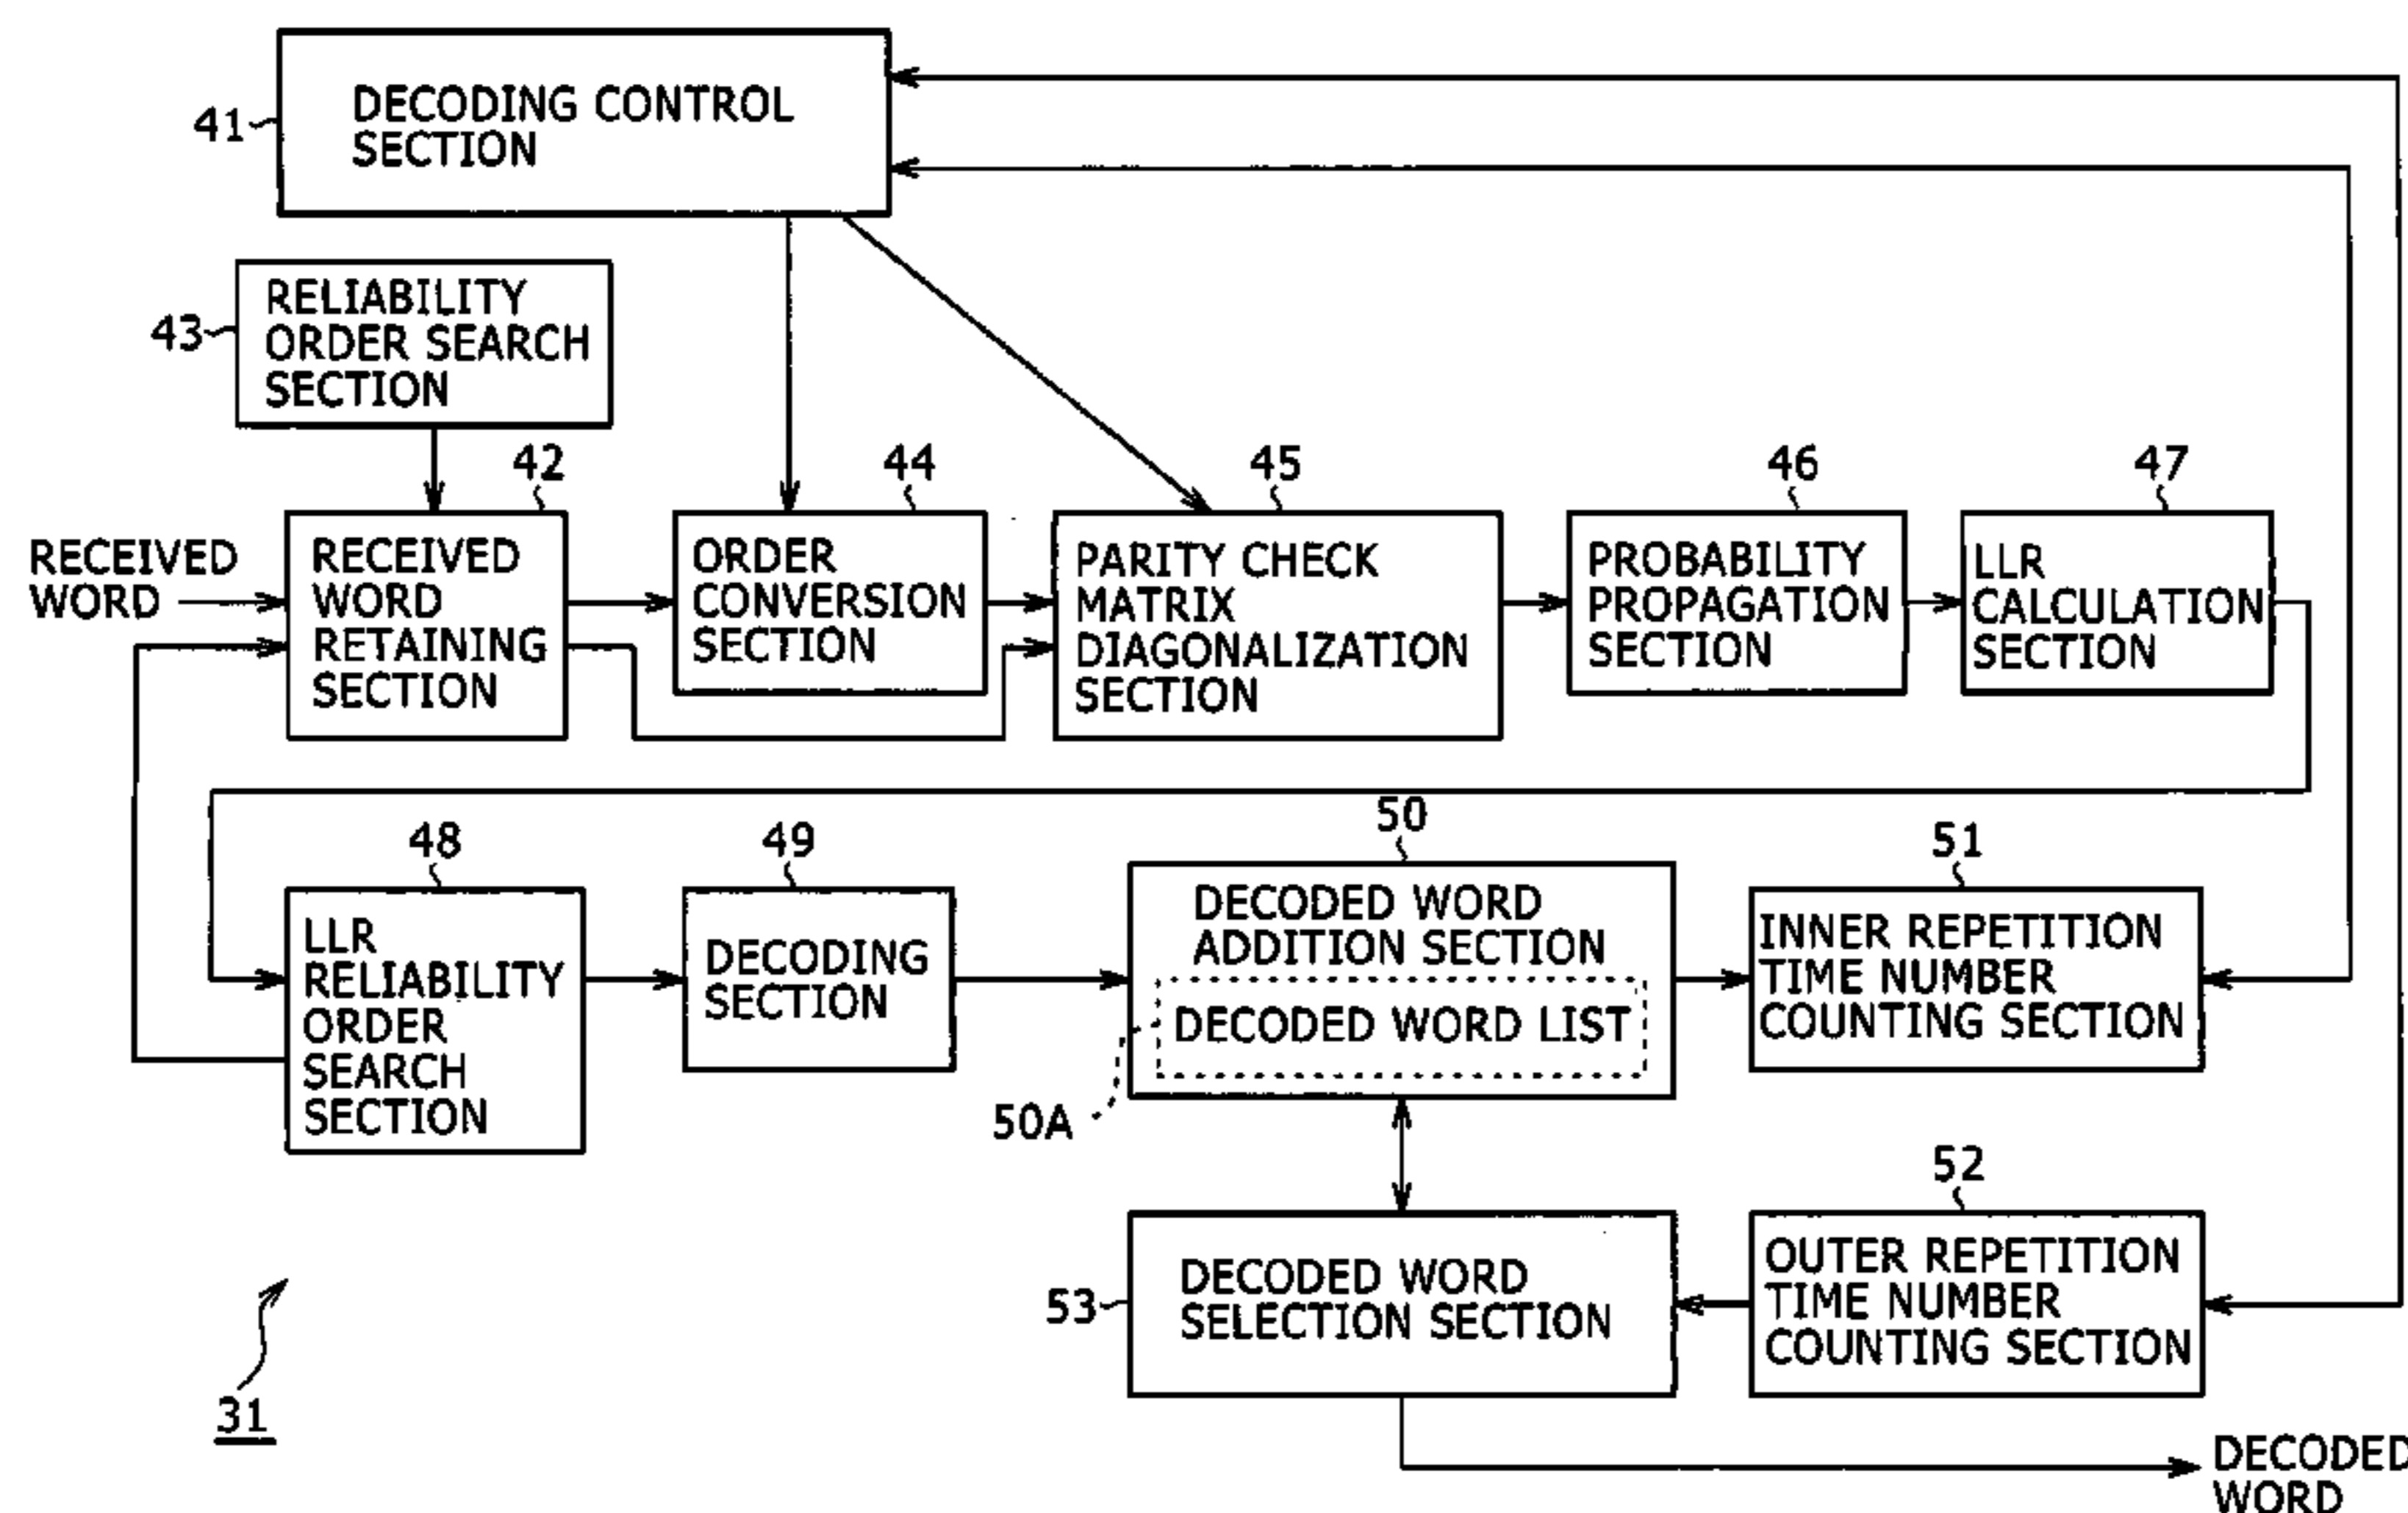 DECODING CONTROL
SECTION
41
RELIABILITY
ORDER SEARCH
SECTION
43
42
44
45
46
47
RECEIVED
WORD
RECEIVED
WORD
RETAINING
SECTION
ORDER
CONVERSION
SECTION
PARITY CHECK
MATRIX
DIAGONALIZATION
SECTION
PROBABILITY
PROPAGATION
SECTION
LLR
CALCULATION
SECTION
48
49
50
51
LLR
RELIABILITY
ORDER
SEARCH
SECTION
DECODING
SECTION
DECODED WORD
ADDITION SECTION
DECODED WORD LIST
50A
INNER REPETITION
TIME NUMBER
COUNTING SECTION
52
53
DECODED WORD
SELECTION SECTION
OUTER REPETITION
TIME NUMBER
COUNTING SECTION
31
DECODED
WORD